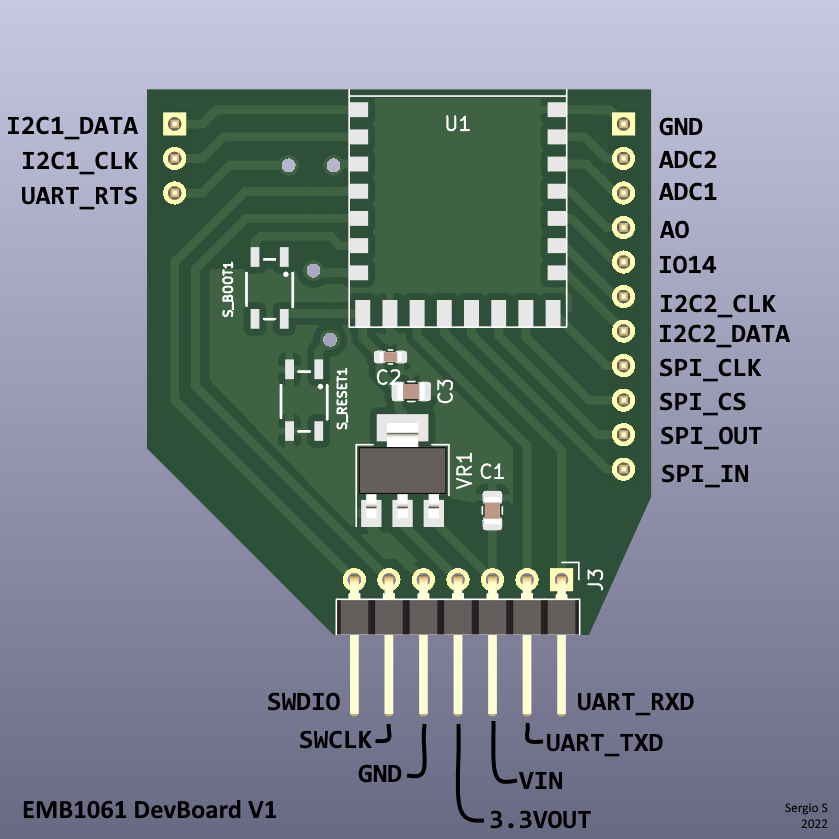 I2C1_DATA
I2C1_CLK
UART_RTS
U1
GND
ADC2
ADC1
AO
IO14
I2C2_CLK
I2C2_DATA
SPI_CLK
SPI_CS
SPI_OUT
SPI_IN
S_BOOT1
S_RESET1
C2
C3
VR1
C1
J3
SWDIO
SWCLK
GND
3.3VOUT
VIN
UART_TXD
UART_RXD
EMB1061 DevBoard V1
Sergio S
2022